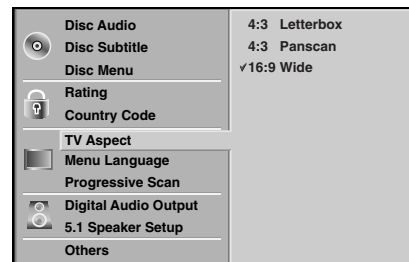 Disc Audio
Disc Subtitle
Disc Menu
Rating
Country Code
TV Aspect
Menu Language
Progressive Scan
Digital Audio Output
5.1 Speaker Setup
Others
4:3 Letterbox
4:3 Panscan
✓16:9 Wide